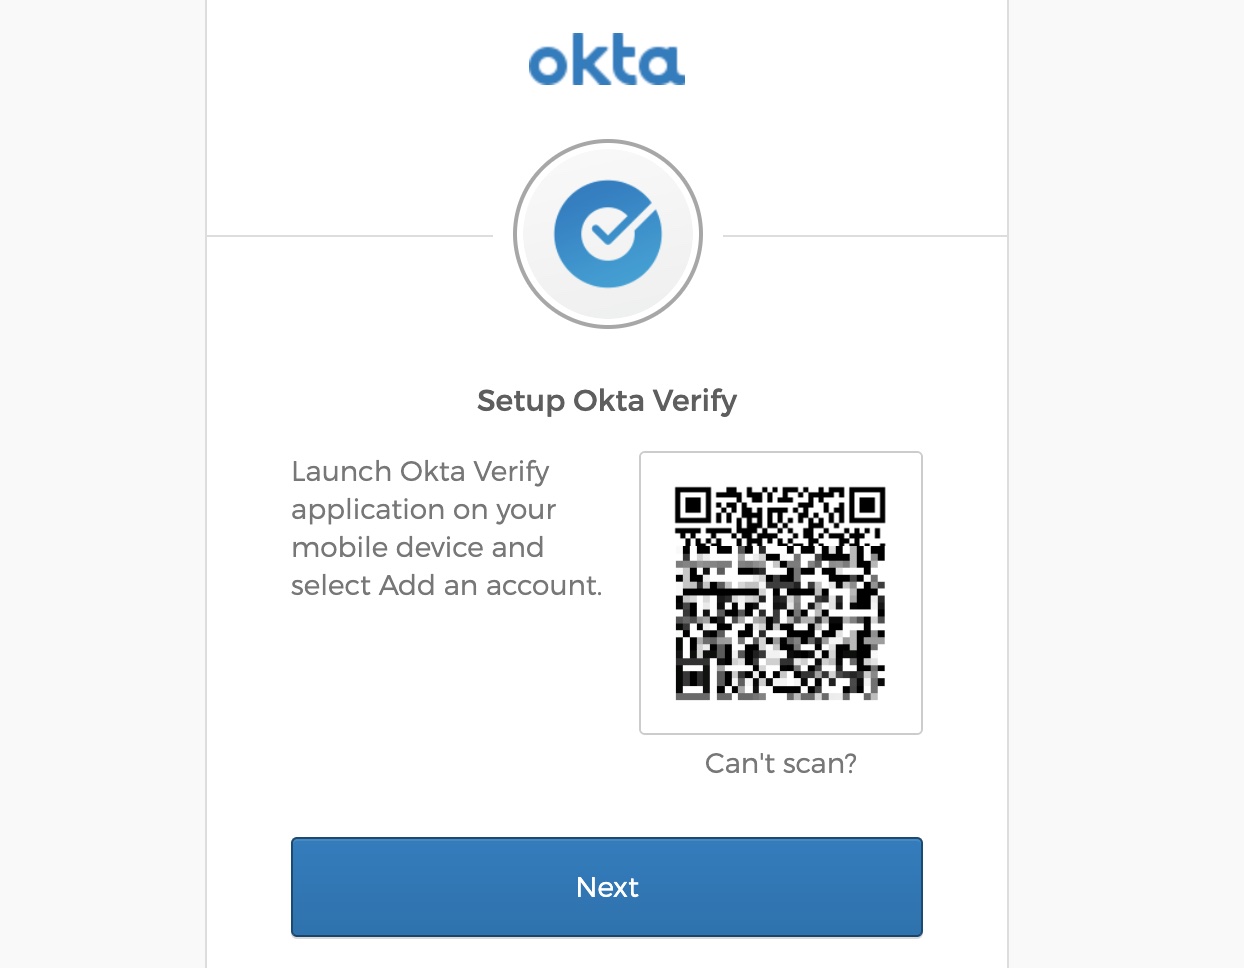 okta
Setup Okta Verify
Launch Okta Verify
application on your
mobile device and
select Add an account.
Can't scan?
Next